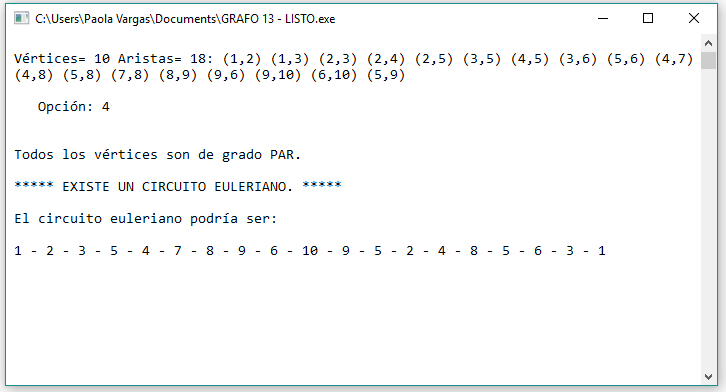 C:\Users\Paola Vargas\Documents\GRAFO 13 - LISTO.exe
Vértices= 10 Aristas= 18: (1,2) (1,3) (2,3) (2,4) (2,5) (3,5) (4,5) (3,6) (5,6) (4,7)
(4,8) (5,8) (7,8) (8,9) (9,6) (9,10) (6,10) (5,9)
Opción: 4
Todos los vértices son de grado PAR.
***** EXISTE UN CIRCUITO EULERIANO. *****
El circuito euleriano podría ser:
1 - 2 - 3 - 5 - 4 - 7 - 8 - 9 - 6 - 10 - 9 - 5 - 2 - 4 - 8 - 5 - 6 - 3 - 1